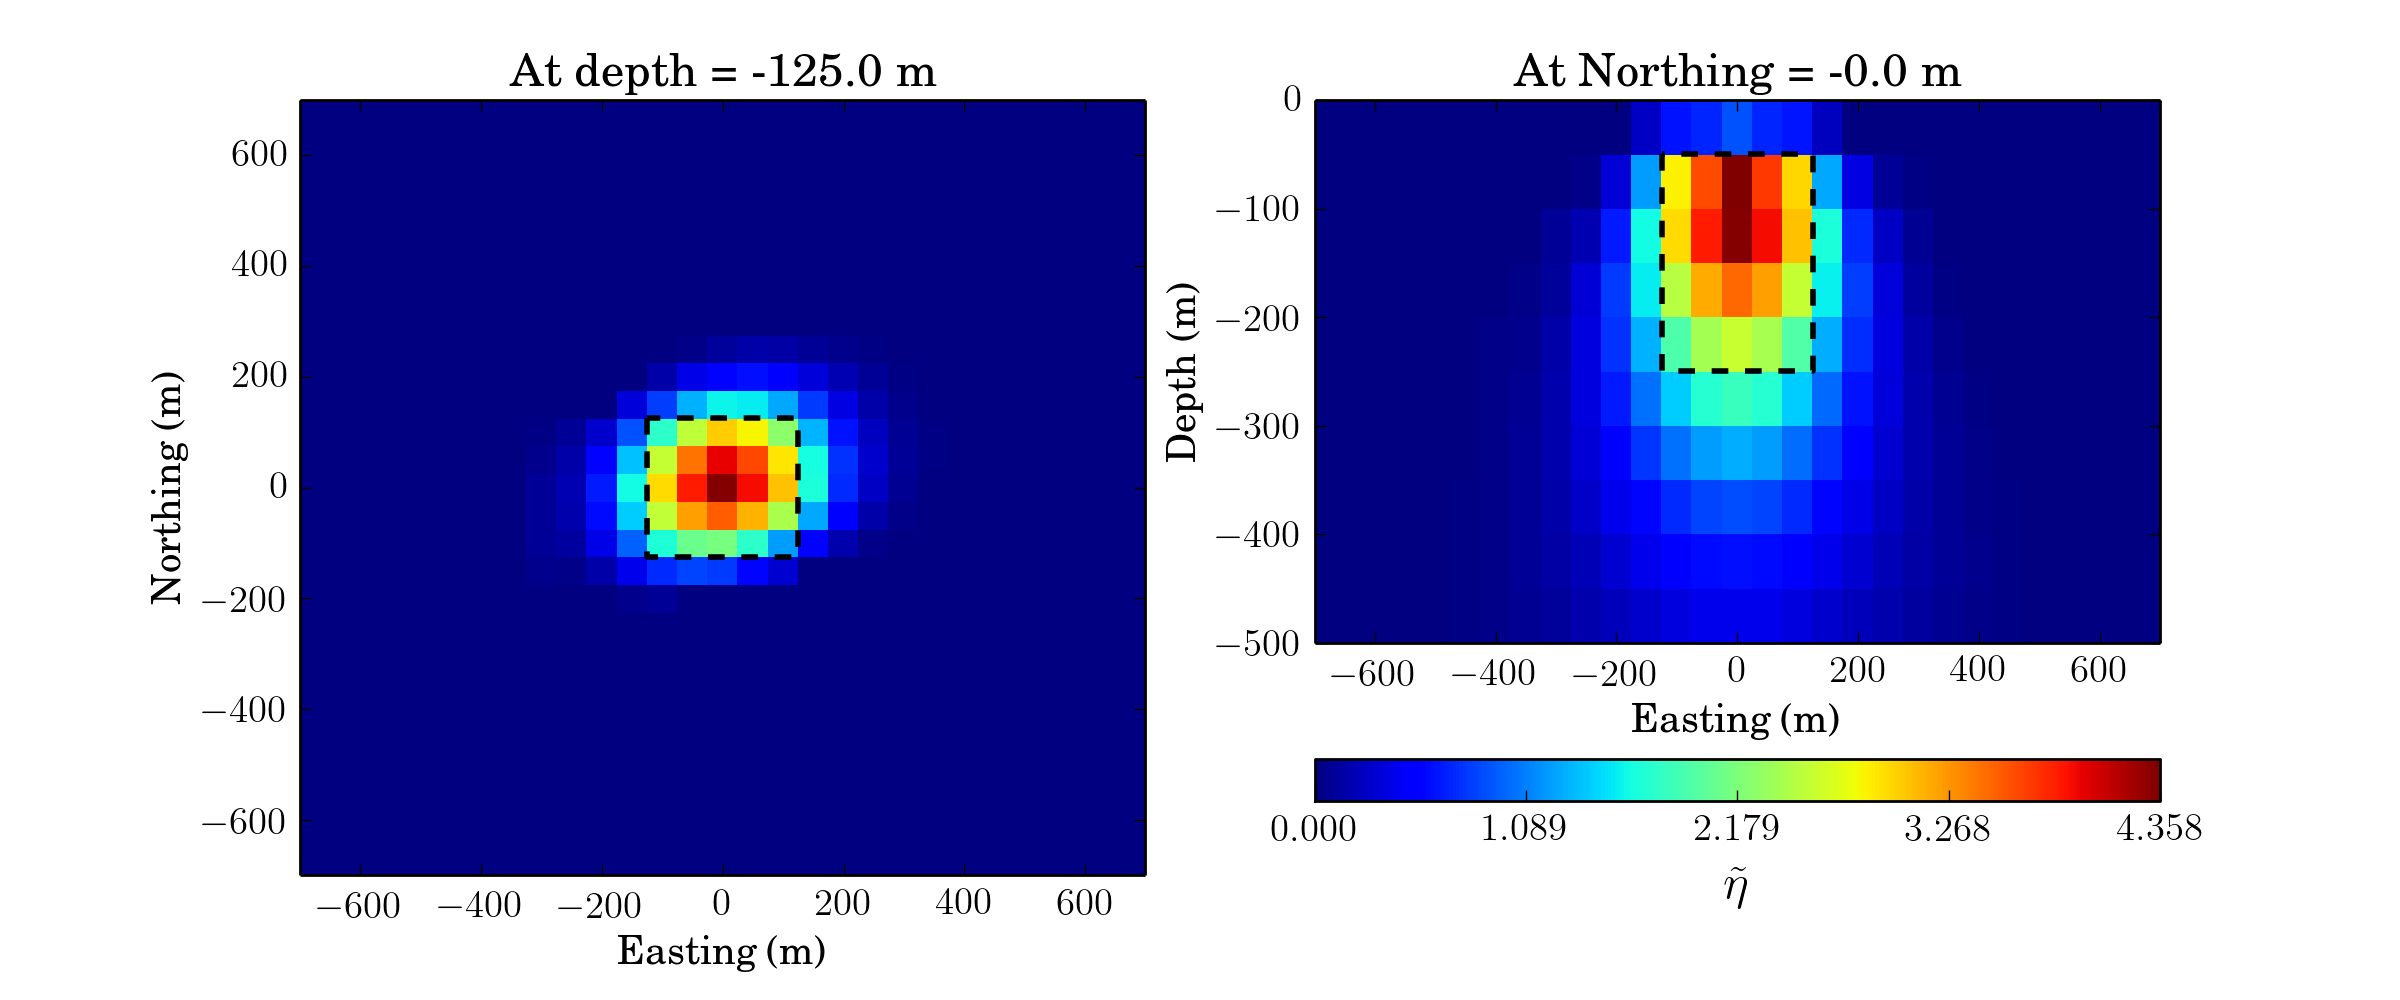 At depth = -125.0 m
600
400
200
0
−200
−400
−600
Northing (m)
−600 −400 −200 0 200 400 600
Easting (m)
At Northing = -0.0 m
0
−100
−200
−300
−400
−500
Depth (m)
−600 −400 −200 0 200 400 600
Easting (m)
0.000 1.089 2.179 3.268 4.358
η̃